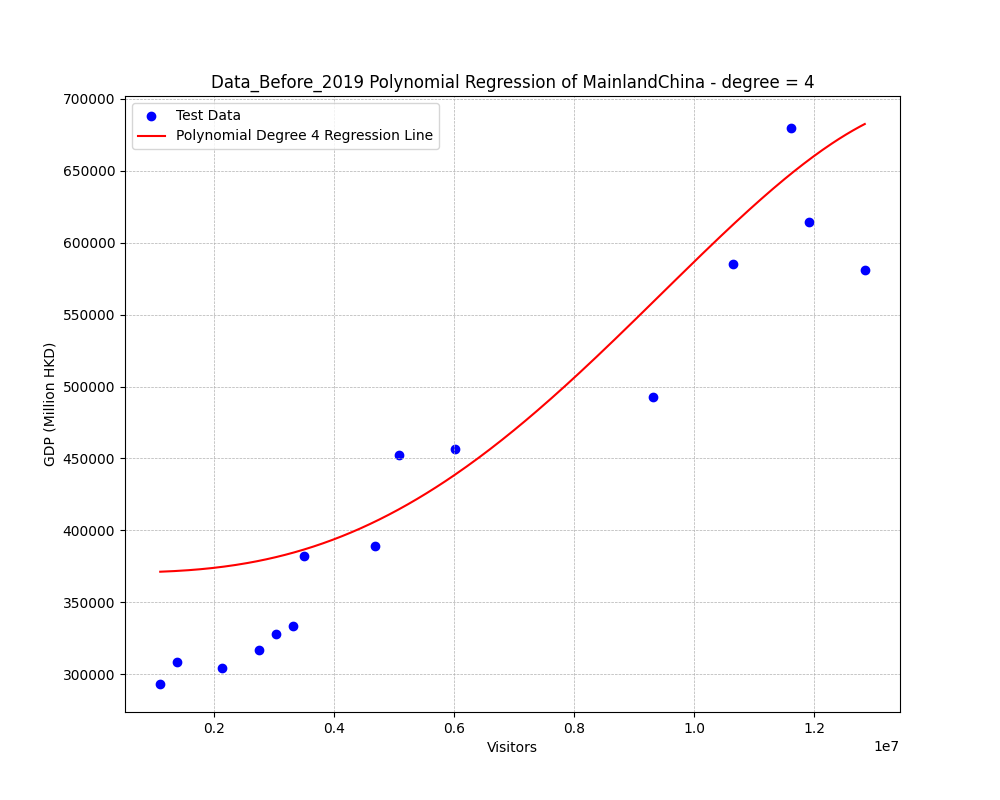 Data_Before_2019 Polynomial Regression of MainlandChina - degree = 4
Test Data
Polynomial Degree 4 Regression Line
700000
650000
600000
550000
500000
450000
400000
350000
300000
GDP (Million HKD)
0.2 0.4 0.6 0.8 1.0 1.2
1e7
Visitors